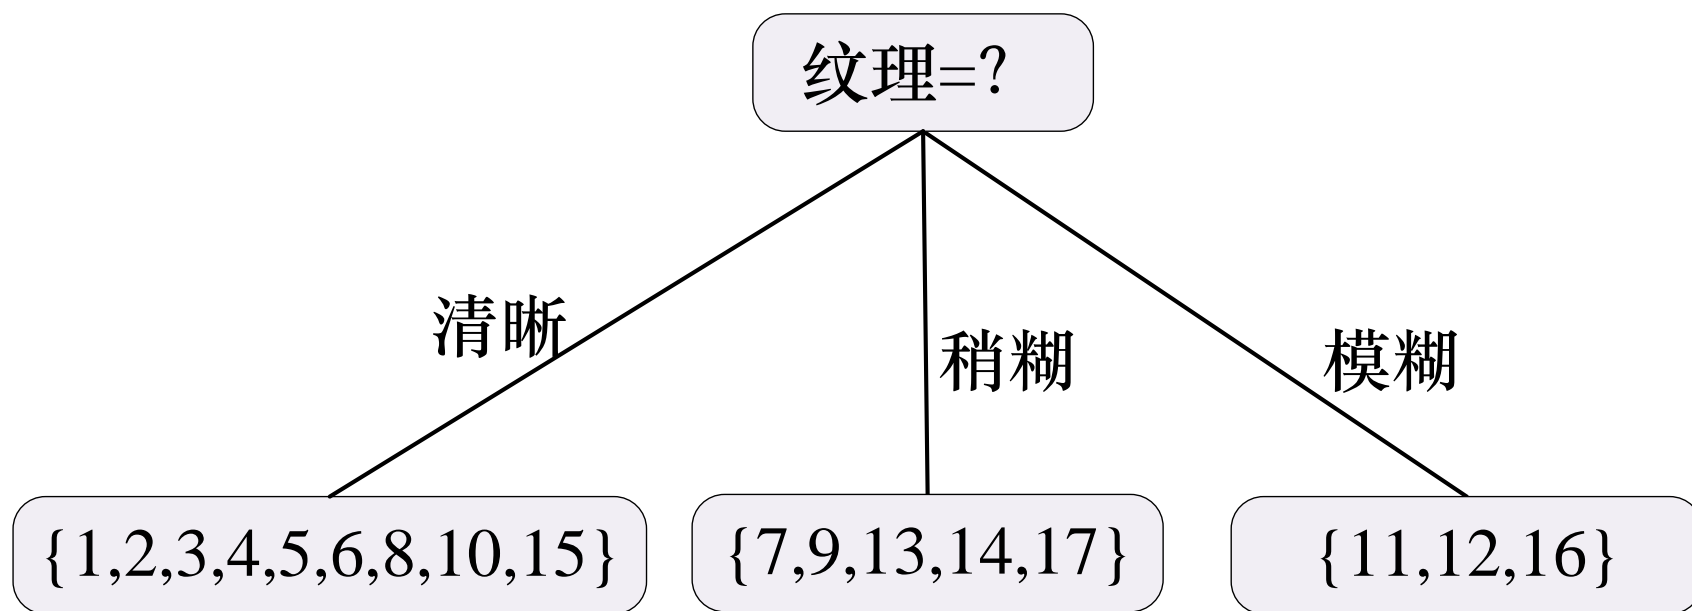 纹理=?
清晰
稍糊
模糊
{1,2,3,4,5,6,8,10,15}
{7,9,13,14,17}
{11,12,16}